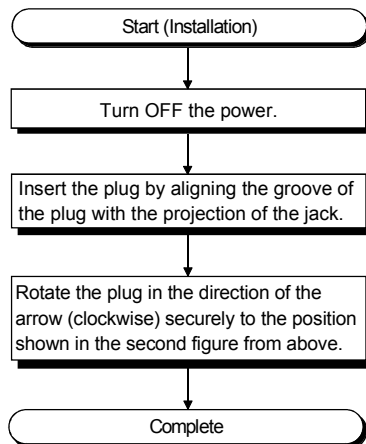 Start (Installation)
Turn OFF the power.
Insert the plug by aligning the groove of
the plug with the projection of the jack.
Rotate the plug in the direction of the
arrow (clockwise) securely to the position
shown in the second figure from above.
Complete